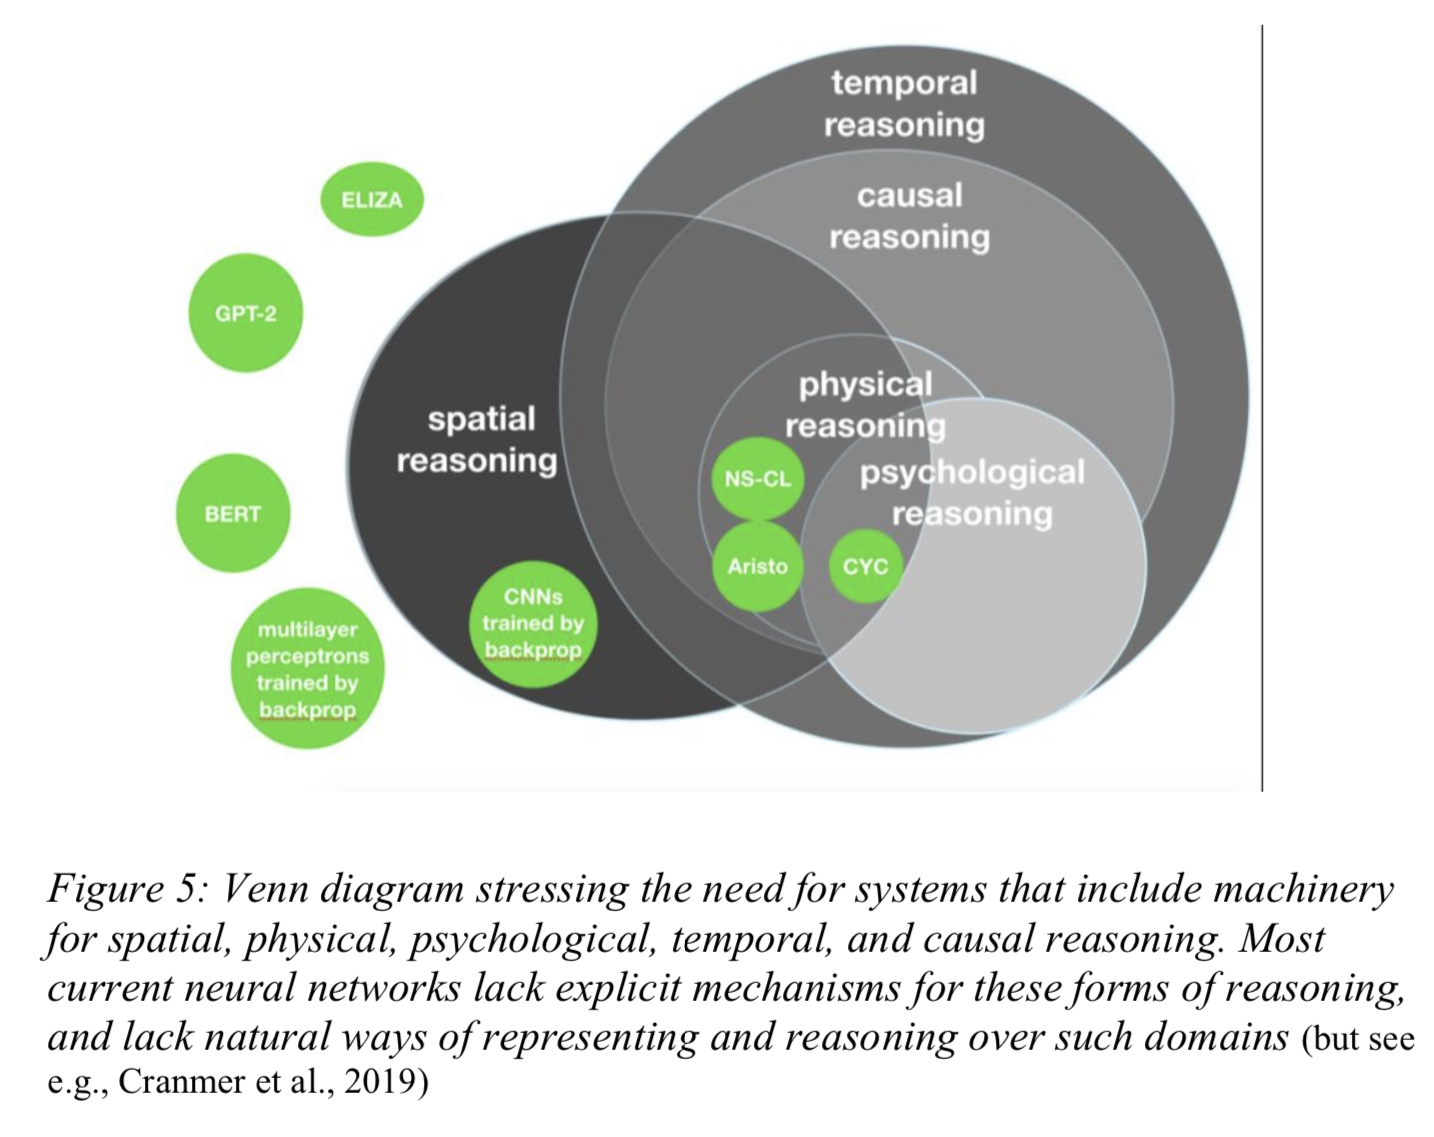 temporal
reasoning
causal
reasoning
ELIZA
GPT-2
physical
reasoning
spatial
reasoning
NS-CL
psychological
reasoning
BERT
Aristo
CYC
CNNs
trained by
backprop
multilayer
perceptrons
trained by
backprop
Figure 5: Venn diagram stressing the need for systems that include machinery
for spatial, physical, psychological, temporal, and causal reasoning. Most
current neural networks lack explicit mechanisms for these forms of reasoning,
and lack natural ways of representing and reasoning over such domains (but see
e.g., Cranmer et al., 2019)